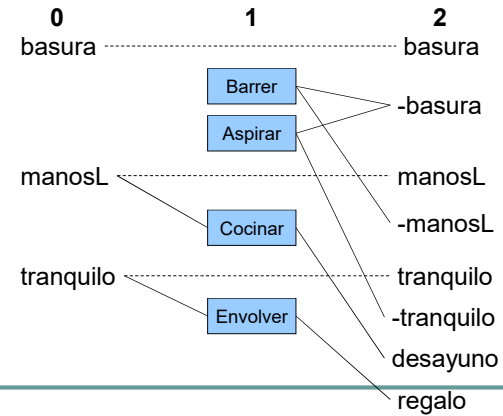 0 1 2
basura basura
Barrer
-basura
Aspirar
manosL manosL
Cocinar -manosL
tranquilo tranquilo
Envolver -tranquilo
desayuno
regalo